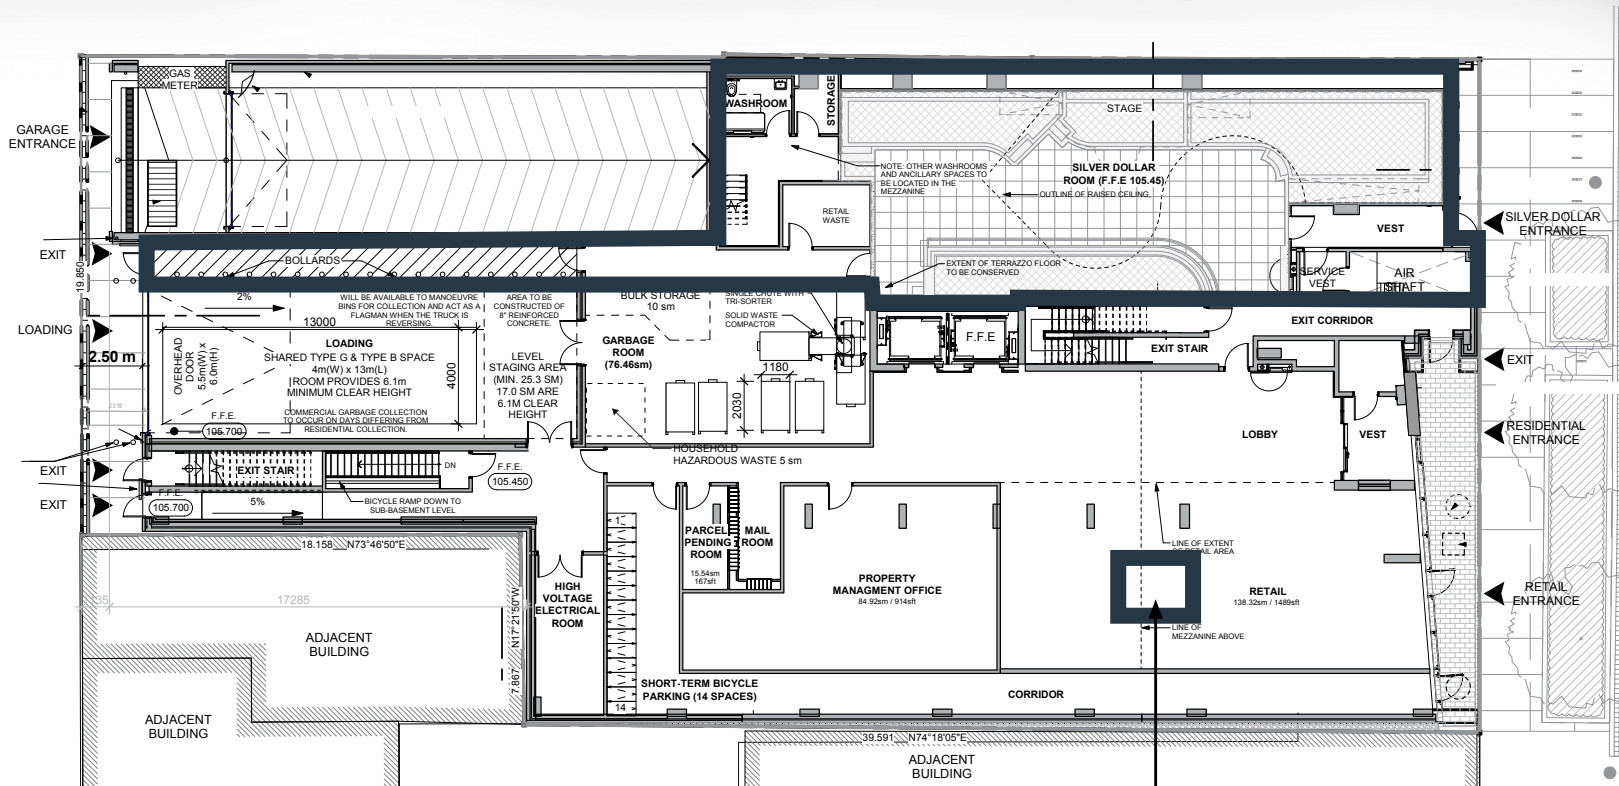 GAS
METER
GARAGE
ENTRANCE
EXIT
19.850
LOADING
2.50 m
EXIT
EXIT
WASHROOM
STORAGE
STAGE
NOTE: OTHER WASHROOMS
AND ANCILLARY SPACES TO
BE LOCATED IN THE
MEZZANINE
SILVER DOLLAR
ROOM (F.F.E 105.45)
OUTLINE OF RAISED CEILING.
RETAIL
WASTE
VEST
SILVER DOLLAR
ENTRANCE
BOLLARDS
EXTENT OF TERRAZZO FLOOR
TO BE CONSERVED
SERVICE
VEST
AIR
SHAFT
2%
WILL BE AVAILABLE TO MANOEUVRE
BINS FOR COLLECTION AND ACT AS A
FLAGMAN WHEN THE TRUCK IS
REVERSING.
AREA TO BE
CONSTRUCTED OF
8" REINFORCED
CONCRETE.
BULK STORAGE
10 sm
SINGLE CHUTE WITH
TRI-SORTER
SOLID WASTE
COMPACTOR
13000
LOADING
SHARED TYPE G & TYPE B SPACE
4m(W) x 13m(L)
ROOM PROVIDES 6.1m
MINIMUM CLEAR HEIGHT
4000
OVERHEAD
DOOR
5.5m(W) x
6.0m(H)
COMMERCIAL GARBAGE COLLECTION
TO OCCUR ON DAYS DIFFERING FROM
RESIDENTIAL COLLECTION.
F.F.E.
105.700
LEVEL
STAGING AREA
(MIN. 25.3 SM)
17.0 SM ARE
6.1M CLEAR
HEIGHT
GARBAGE
ROOM
(76.46sm)
1180
2030
HOUSEHOLD
HAZARDOUS WASTE 5 sm
F.F.E
EXIT STAIR
EXIT CORRIDOR
EXIT
LOBBY
VEST
RESIDENTIAL
ENTRANCE
EXIT STAIR
DN
F.F.E.
105.450
F.F.E.
105.700
5%
BICYCLE RAMP DOWN TO
SUB-BASEMENT LEVEL
18.158 N73°46'50"E
17285
7.867 N17°21'50"W
HIGH
VOLTAGE
ELECTRICAL
ROOM
1
14
PARCEL
PENDING
ROOM
15.54sm
167sft
MAIL
ROOM
PROPERTY
MANAGMENT OFFICE
84.92sm / 914sft
LINE OF EXTENT
OF RETAIL AREA
RETAIL
138.32sm / 1489sft
LINE OF
MEZZANINE ABOVE
RETAIL
ENTRANCE
SHORT-TERM BICYCLE
PARKING (14 SPACES)
CORRIDOR
39.591 N74°18'05"E
ADJACENT
BUILDING
ADJACENT
BUILDING
ADJACENT
BUILDING